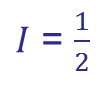 I = 1/2